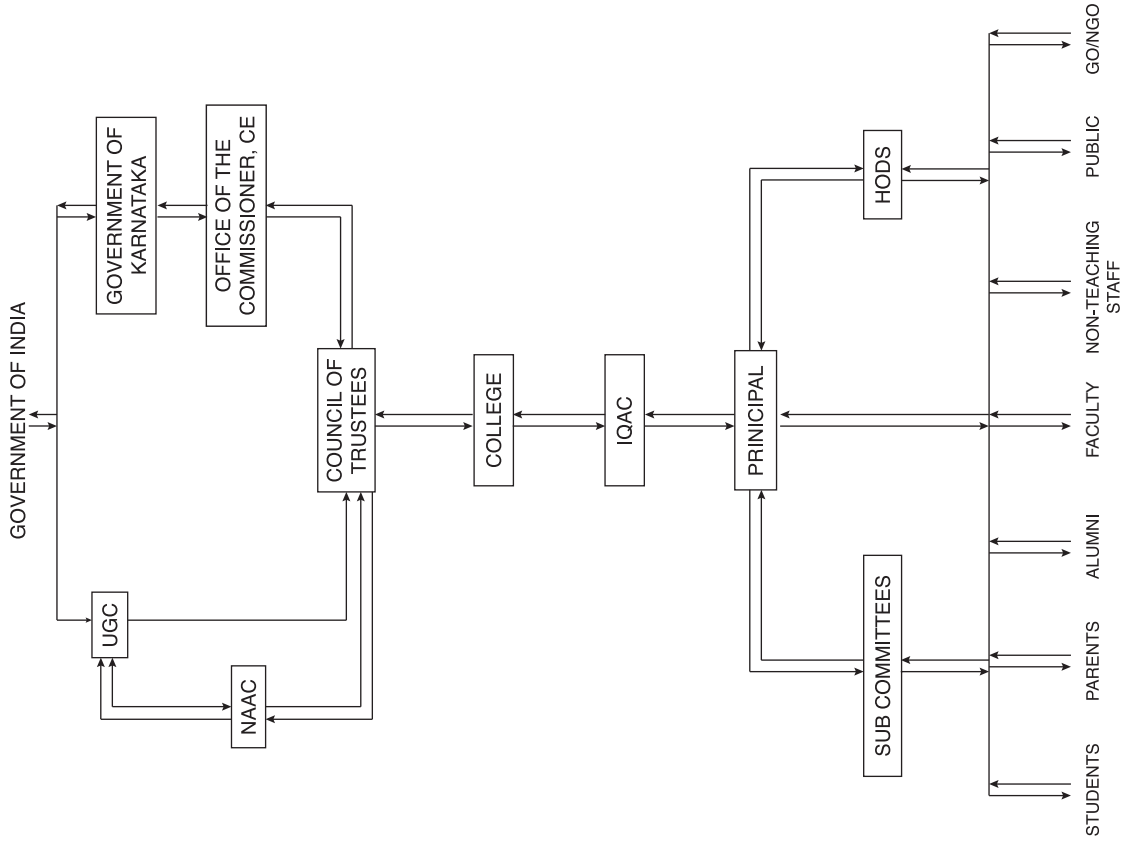 GOVERNMENT OF INDIA
UGC
GOVERNMENT OF
KARNATAKA
NAAC
OFFICE OF THE
COMMISSIONER, CE
COUNCIL OF
TRUSTEES
COLLEGE
IQAC
PRINICIPAL
SUB COMMITTEES
HODS
STUDENTS
PARENTS
ALUMNI
FACULTY
NON-TEACHING
STAFF
PUBLIC
GO/NGO